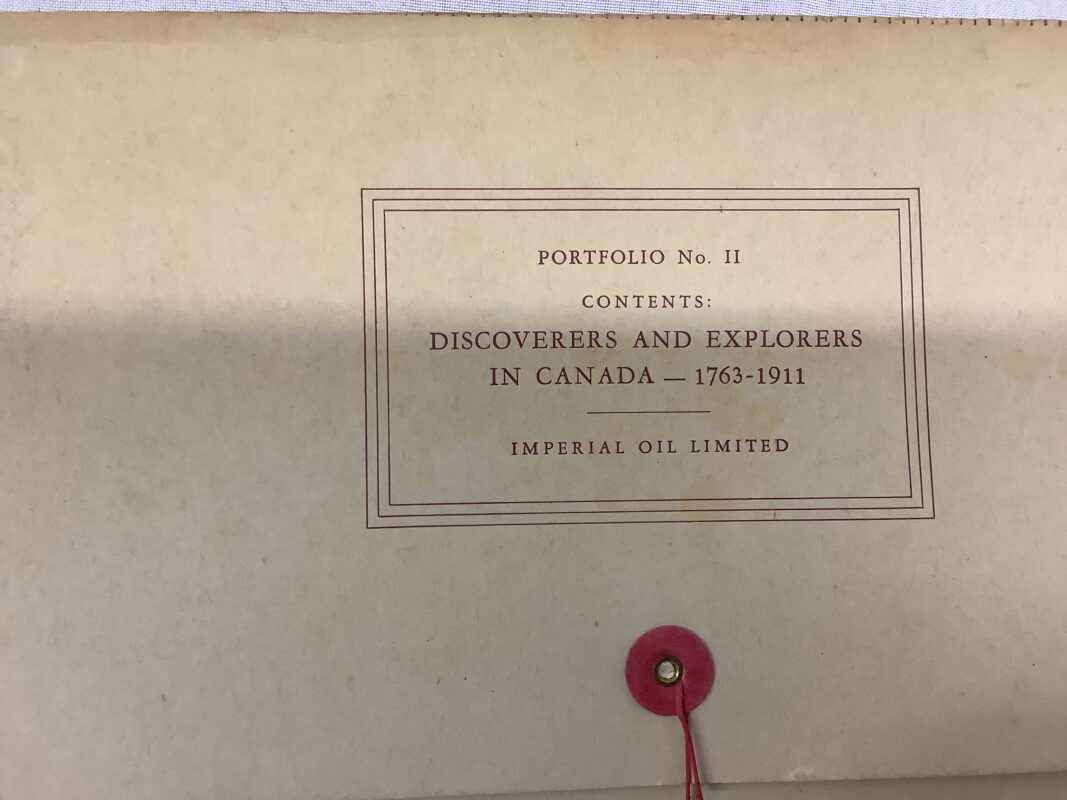 PORTFOLIO No. II
CONTENTS:
DISCOVERERS AND EXPLORERS
IN CANADA — 1763-1911
IMPERIAL OIL LIMITED